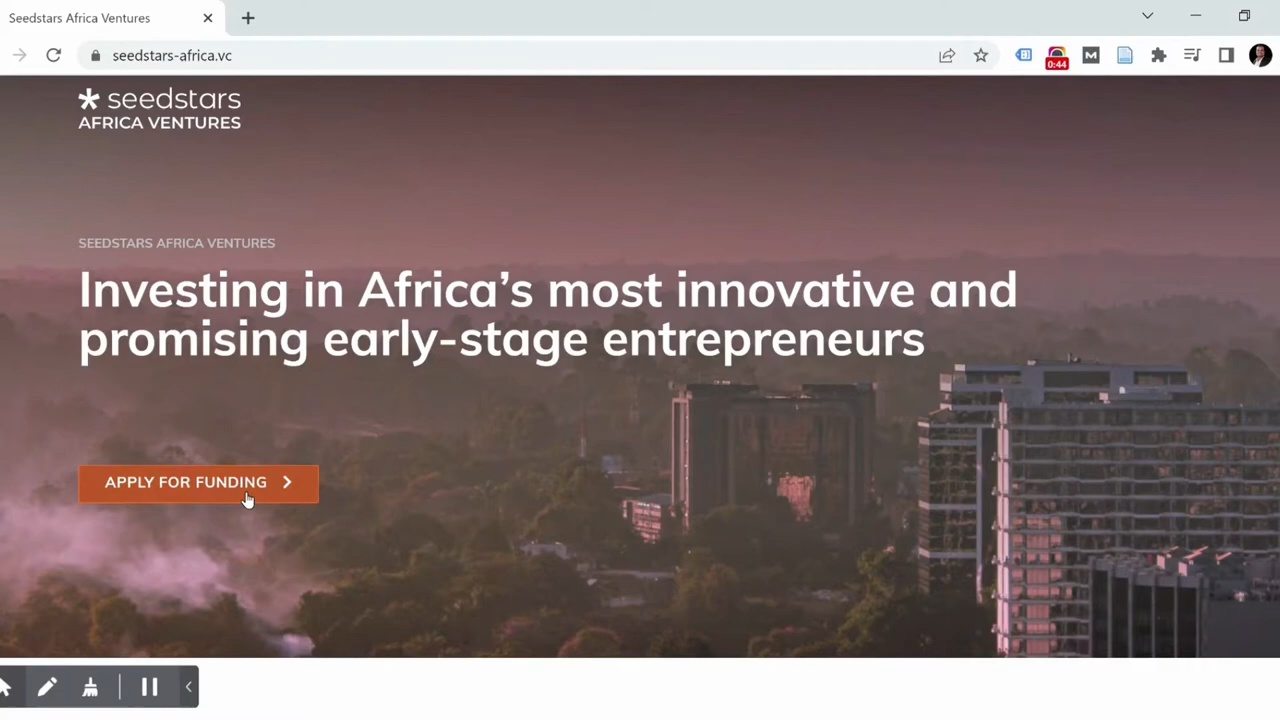 Seedstars Africa Ventures
seedstars-africa.vc
0:44
seedstars
AFRICA VENTURES
SEEDSTARS AFRICA VENTURES
Investing in Africa's most innovative and
promising early-stage entrepreneurs
APPLY FOR FUNDING